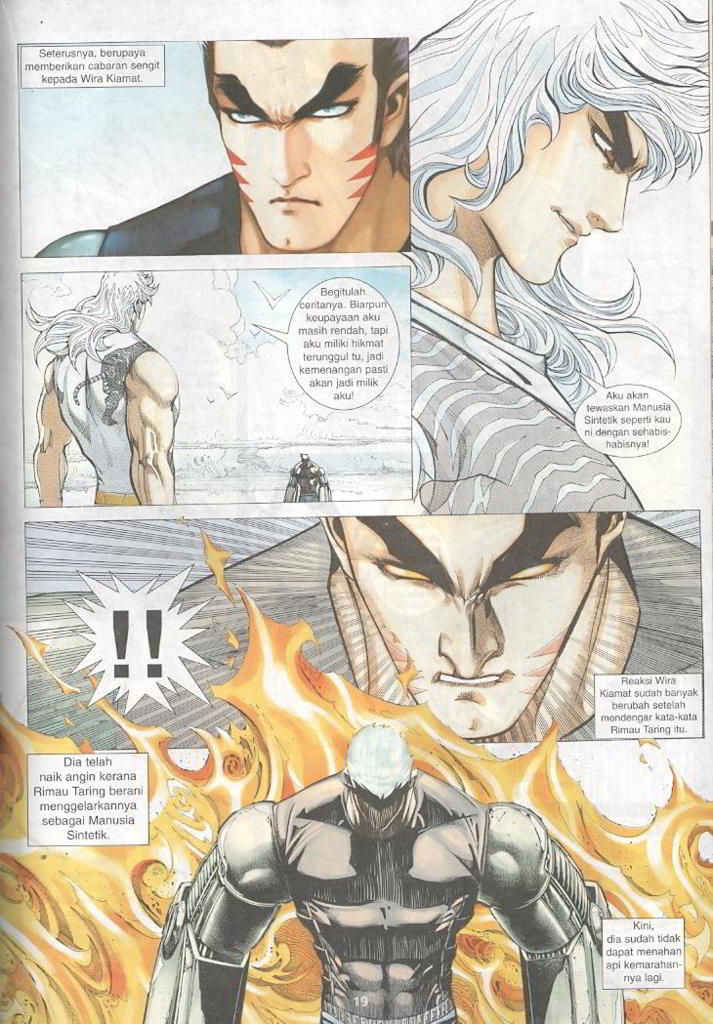 Seterusnya, berupaya
memberikan cabaran sengit
kepada Wira Kiamat.
Begitulah
ceritanya. Biarpun
keupayaan aku
masih rendah, tapi
aku miliki hikmat
terunggul tu, jadi
kemenangan pasti
akan jadi milik
aku!
Aku akan
tewaskan Manusia
Sintetik seperti kau
ni dengan sehabis-
habisnya!
!!
Reaksi Wira
Kiamat sudah banyak
berubah setelah
mendengar kata-kata
Rimau Taring itu.
Dia telah
naik angin kerana
Rimau Taring berani
menggelarkannya
sebagai Manusia
Sintetik.
Kini,
dia sudah tidak
dapat menahan
api kemarahan-
nya lagi.
19